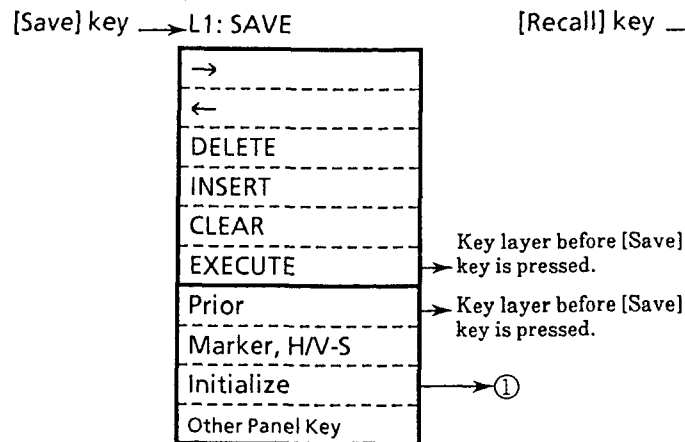 [Save] key → L1: SAVE
[Recall] key
→
←
DELETE
INSERT
CLEAR
EXECUTE
Key layer before [Save]
key is pressed.
Prior
Key layer before [Save]
key is pressed.
Marker, H/V-S
Initialize → ①
Other Panel Key